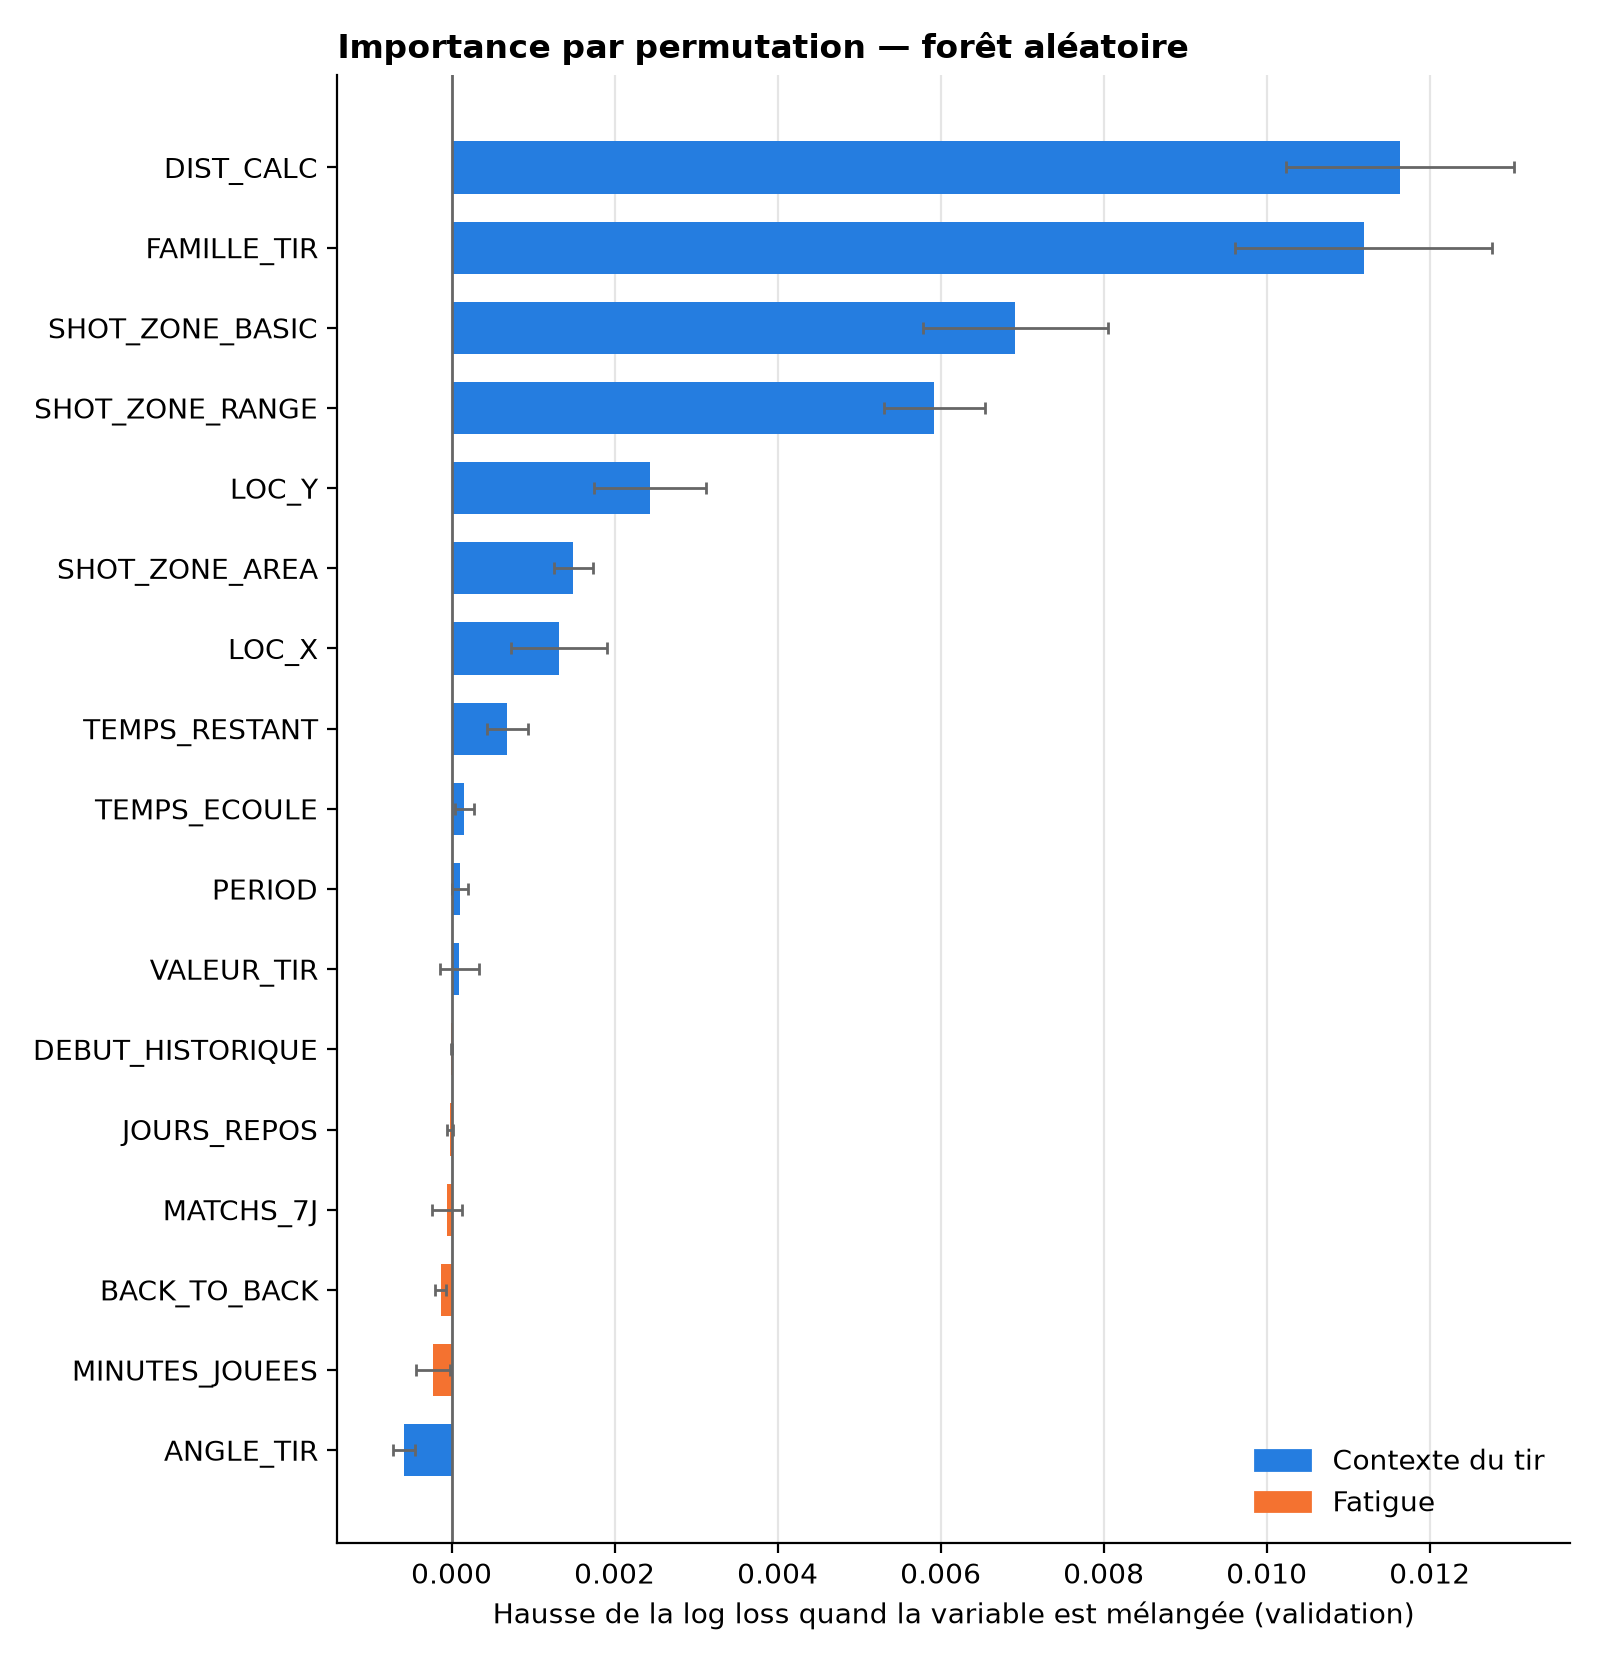 Importance par permutation — forêt aléatoire
DIST_CALC
FAMILLE_TIR
SHOT_ZONE_BASIC
SHOT_ZONE_RANGE
LOC_Y
SHOT_ZONE_AREA
LOC_X
TEMPS_RESTANT
TEMPS_ECOULE
PERIOD
VALEUR_TIR
DEBUT_HISTORIQUE
JOURS_REPOS
MATCHS_7J
BACK_TO_BACK
MINUTES_JOUEES
ANGLE_TIR
Contexte du tir
Fatigue
0.000 0.002 0.004 0.006 0.008 0.010 0.012
Hausse de la log loss quand la variable est mélangée (validation)